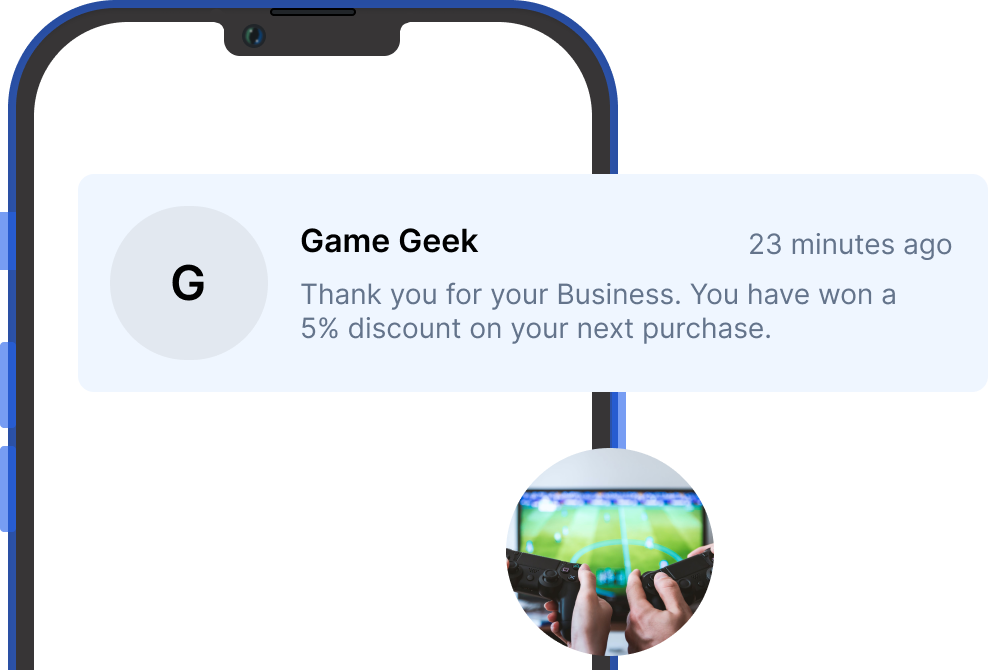 G
Game Geek
23 minutes ago
Thank you for your Business. You have won a
5% discount on your next purchase.